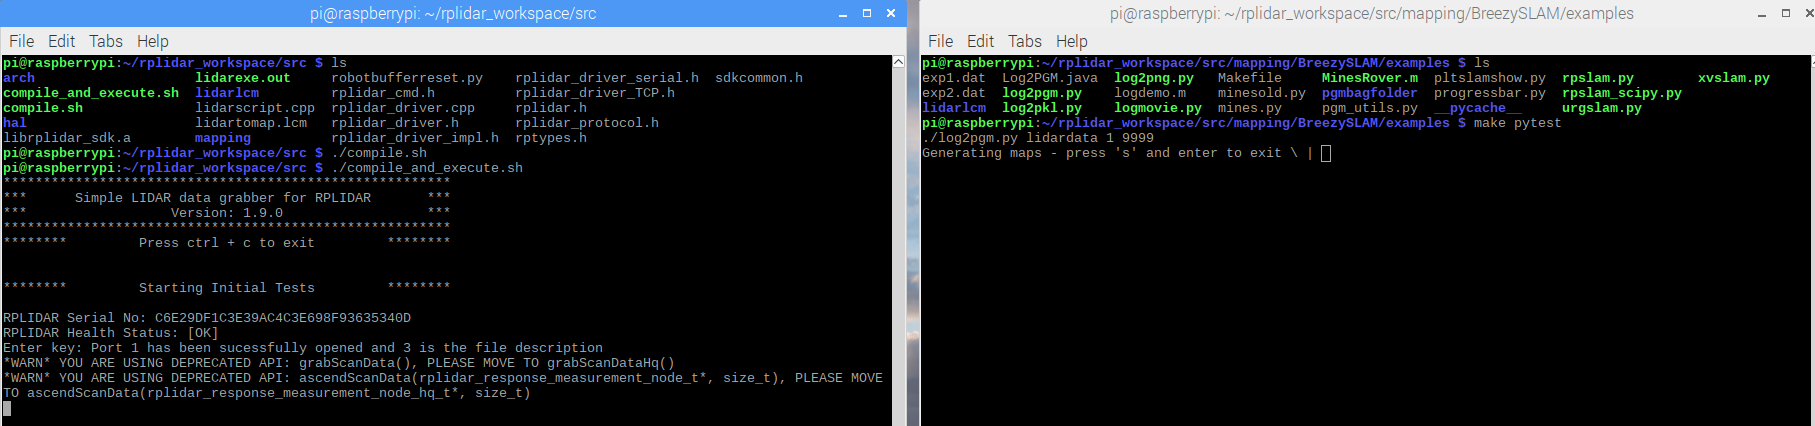 pi@raspberrypi: ~/rplidar_workspace/src
File Edit Tabs Help
pi@raspberrypi:~/rplidar_workspace/src $ ls
arch lidarexe.out robotbufferreset.py rplidar_driver_serial.h sdkcommon.h
compile_and_execute.sh lidarlcm rplidar_cmd.h rplidar_driver_TCP.h
compile.sh lidarscript.cpp rplidar_driver.cpp rplidar.h
hal lidartomap.lcm rplidar_driver.h rplidar_protocol.h
librplidar_sdk.a mapping rplidar_driver_impl.h rptypes.h
pi@raspberrypi:~/rplidar_workspace/src $ ./compile.sh
pi@raspberrypi:~/rplidar_workspace/src $ ./compile_and_execute.sh
********************************************************
*** Simple LIDAR data grabber for RPLIDAR ***
*** Version: 1.9.0 ***
********************************************************
******** Press ctrl + c to exit ********
******** Starting Initial Tests ********
RPLIDAR Serial No: C6E29DF1C3E39AC4C3E698F93635340D
RPLIDAR Health Status: [OK]
Enter key: Port 1 has been sucessfully opened and 3 is the file description
*WARN* YOU ARE USING DEPRECATED API: grabScanData(), PLEASE MOVE TO grabScanDataHq()
*WARN* YOU ARE USING DEPRECATED API: ascendScanData(rplidar_response_measurement_node_t*, size_t), PLEASE MOVE
TO ascendScanData(rplidar_response_measurement_node_hq_t*, size_t)
pi@raspberrypi: ~/rplidar_workspace/src/mapping/BreezySLAM/examples
File Edit Tabs Help
pi@raspberrypi:~/rplidar_workspace/src/mapping/BreezySLAM/examples $ ls
exp1.dat Log2PGM.java log2png.py Makefile MinesRover.m pltslamshow.py rpslam.py xvslam.py
exp2.dat log2pgm.py logdemo.m minesold.py pgmbagfolder progressbar.py rpslam_scipy.py
lidarlcm log2pkl.py logmovie.py mines.py pgm_utils.py __pycache__ urgslam.py
pi@raspberrypi:~/rplidar_workspace/src/mapping/BreezySLAM/examples $ make pytest
./log2pgm.py lidardata 1 9999
Generating maps - press 's' and enter to exit \ |